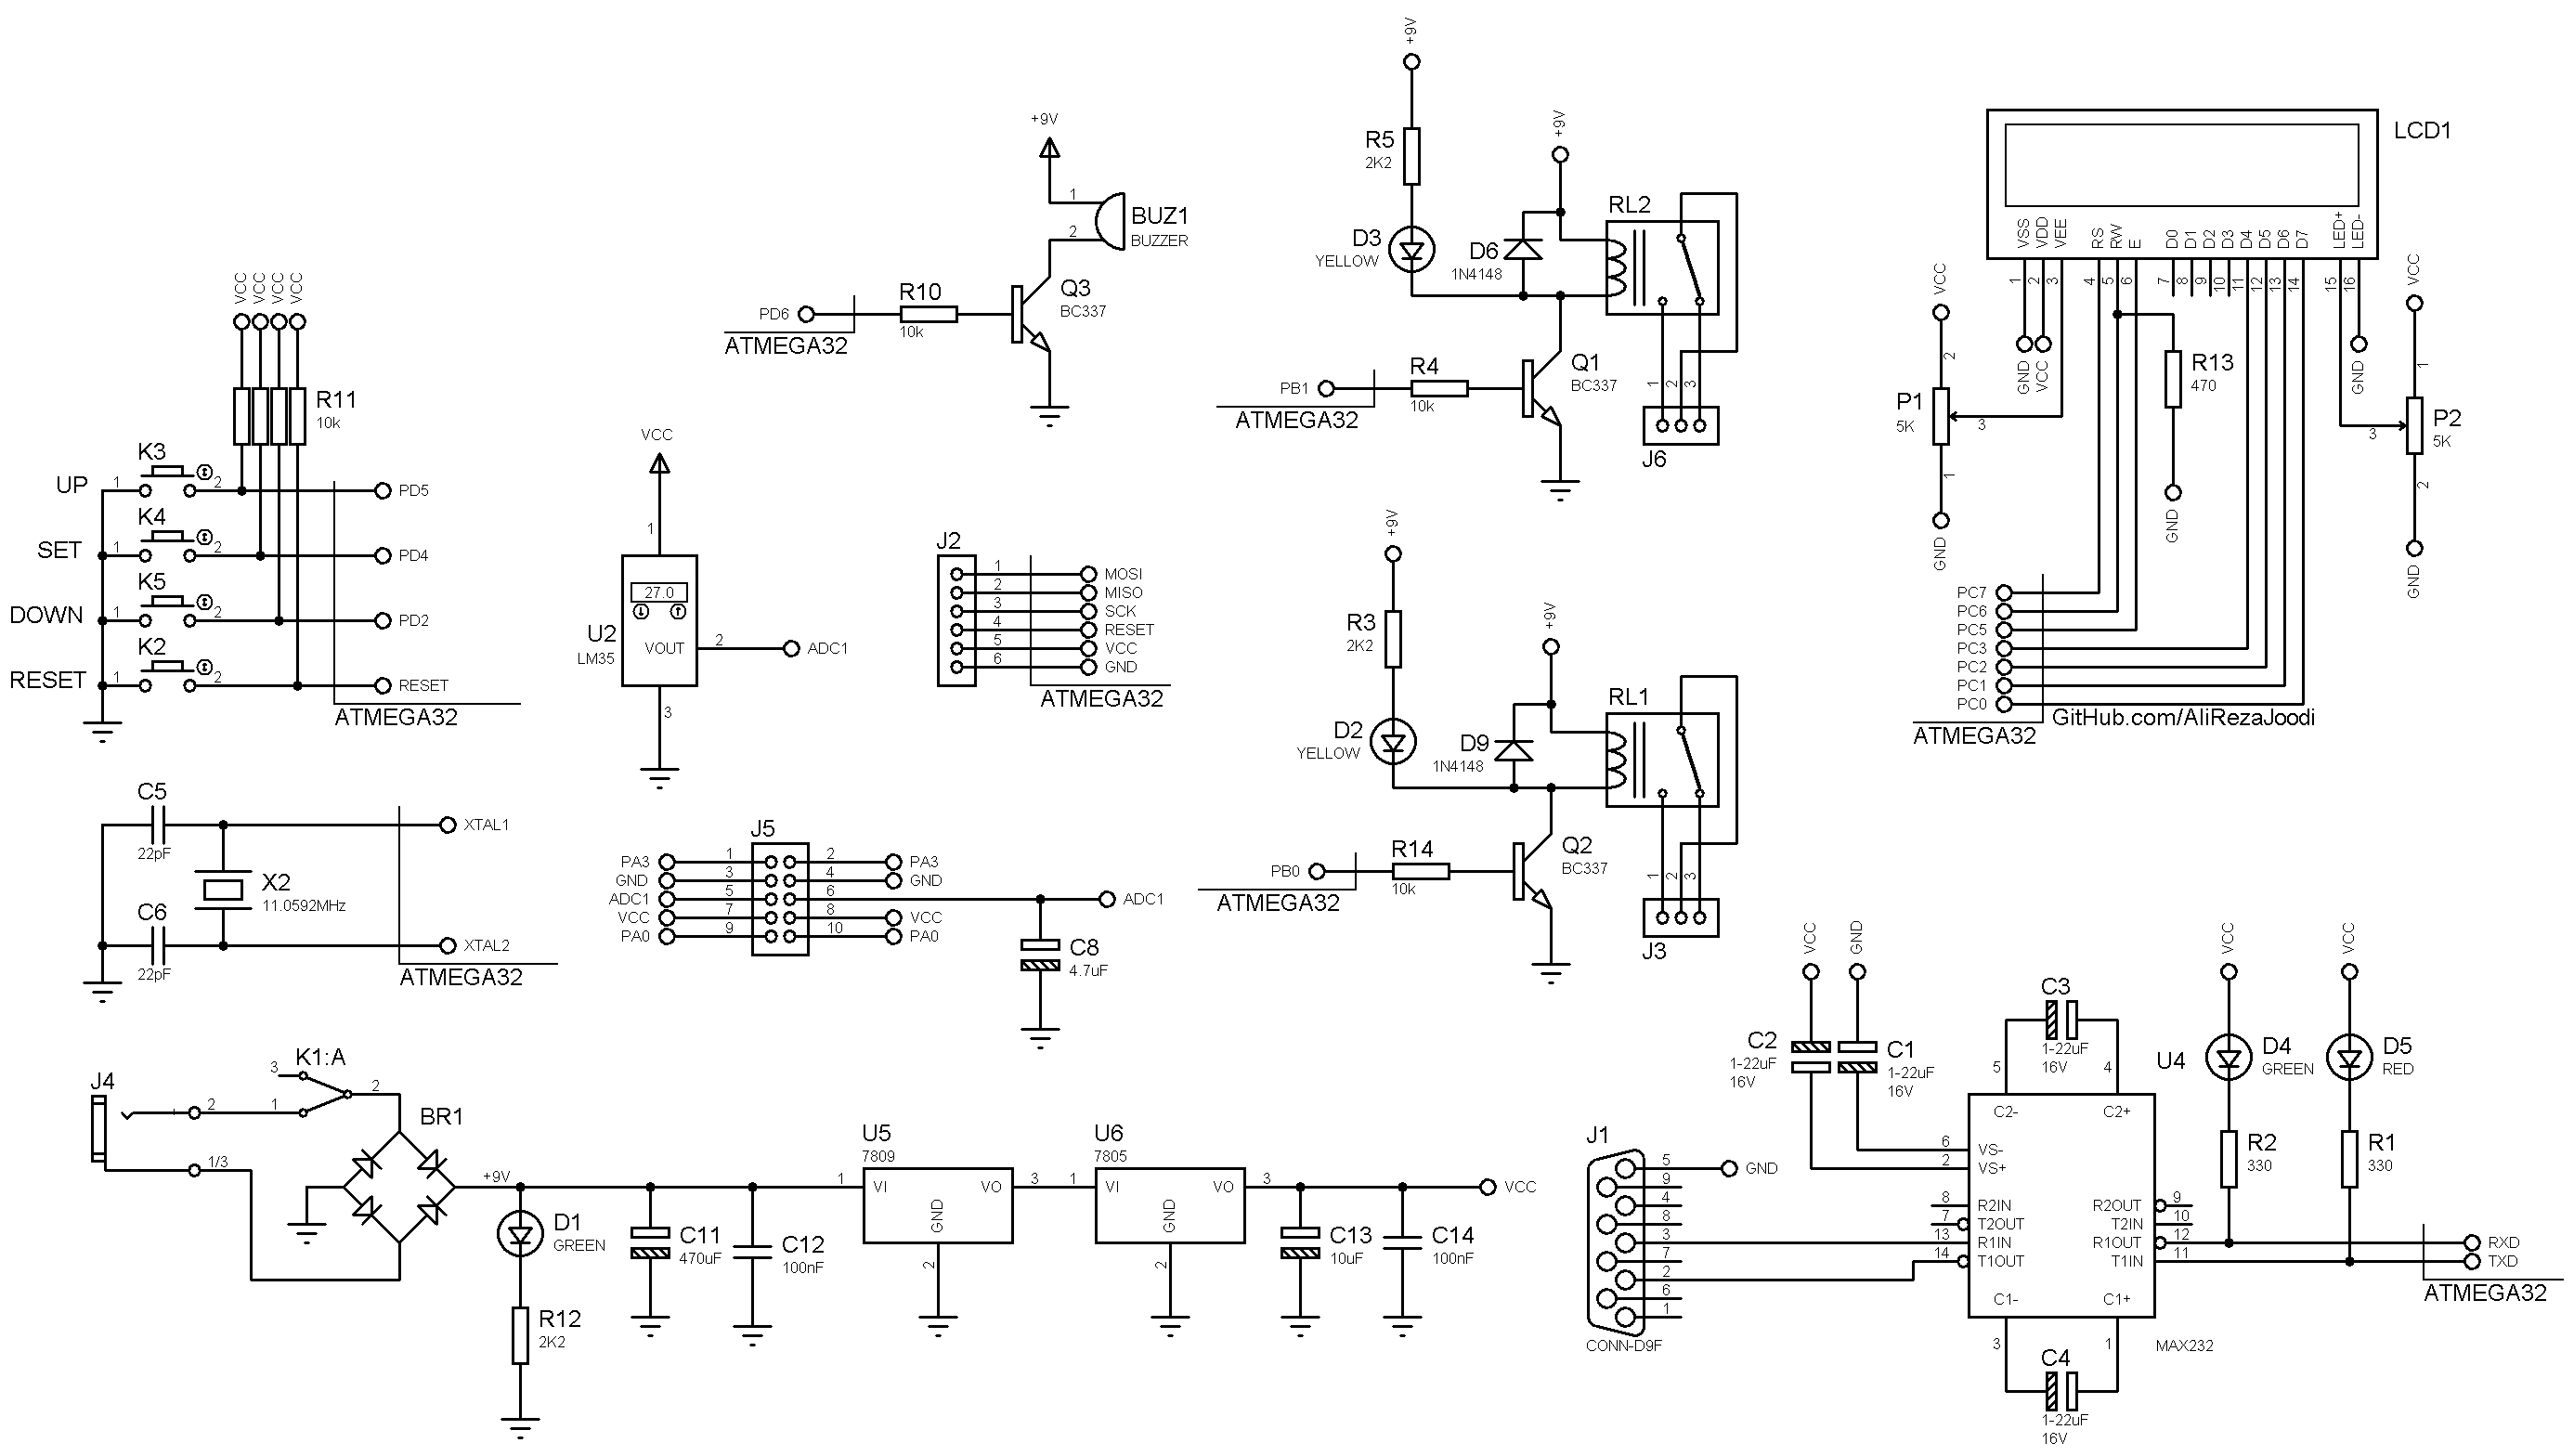 VCC
VCC
VCC
VCC
R11
10k
K3
UP
1
2
PD5
K4
SET
1
2
PD4
K5
DOWN
1
2
PD2
K2
RESET
1
2
RESET
ATMEGA32
+9V
1
BUZ1
2
BUZZER
Q3
BC337
R10
10k
PD6
ATMEGA32
VCC
1
27.0
U2
LM35
VOUT
2
ADC1
3
J2
1
MOSI
2
MISO
3
SCK
4
RESET
5
VCC
6
GND
ATMEGA32
+9V
R5
2K2
D3
YELLOW
+9V
D6
1N4148
RL2
Q1
BC337
PB1
R4
10k
ATMEGA32
1
2
3
J6
+9V
R3
2K2
D2
YELLOW
+9V
D9
1N4148
RL1
Q2
BC337
PB0
R14
10k
ATMEGA32
1
2
3
J3
LCD1
VSS
VDD
VEE
RS
RW
E
D0
D1
D2
D3
D4
D5
D6
D7
LED+
LED-
1
2
3
4
5
6
7
8
9
10
11
12
13
14
15
16
VCC
2
P1
5K
3
1
GND
GND
VCC
R13
470
GND
GND
VCC
1
P2
5K
3
2
GND
PC7
PC6
PC5
PC3
PC2
PC1
PC0
GitHub.com/AliRezaJoodi
ATMEGA32
C5
22pF
XTAL1
X2
11.0592MHz
C6
22pF
XTAL2
ATMEGA32
J5
PA3
1
2
PA3
GND
3
4
GND
ADC1
5
6
ADC1
VCC
7
8
VCC
PA0
9
10
PA0
C8
4.7uF
J4
K1:A
3
2
2
1
1/3
BR1
+9V
D1
GREEN
R12
2K2
C11
470uF
C12
100nF
U5
7809
1
VI
VO
3
GND
2
U6
7805
1
VI
VO
3
GND
2
C13
10uF
C14
100nF
VCC
J1
5
GND
9
4
8
3
7
2
6
1
CONN-D9F
VCC
GND
C2
1-22uF
16V
C1
1-22uF
16V
C3
1-22uF
16V
5
4
U4
C2-
C2+
6
VS-
2
VS+
8
R2IN
R2OUT
9
7
T2OUT
T2IN
10
13
R1IN
R1OUT
12
14
T1OUT
T1IN
11
C1-
C1+
3
1
MAX232
C4
1-22uF
16V
VCC
D4
GREEN
R2
330
VCC
D5
RED
R1
330
RXD
TXD
ATMEGA32